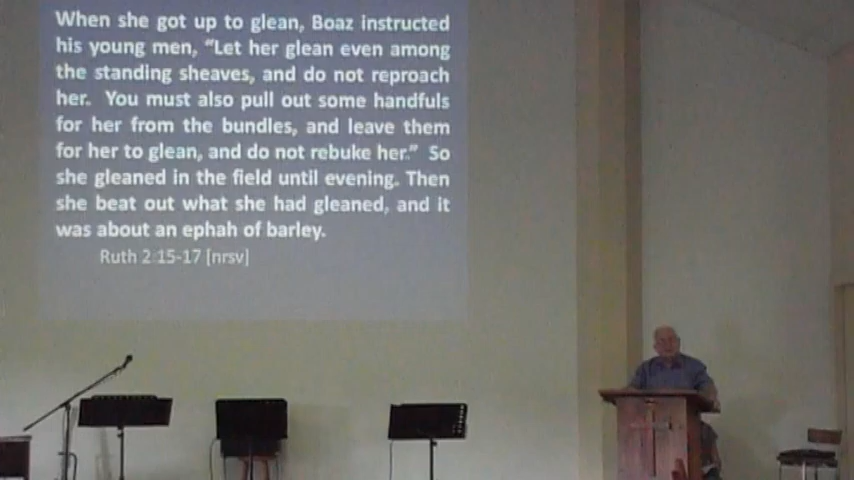 When she got up to glean, Boaz instructed
his young men, “Let her glean even among
the standing sheaves, and do not reproach
her. You must also pull out some handfuls
for her from the bundles, and leave them
for her to glean, and do not rebuke her.” So
she gleaned in the field until evening. Then
she beat out what she had gleaned, and it
was about an ephah of barley.
Ruth 2:15-17 [nrsv]